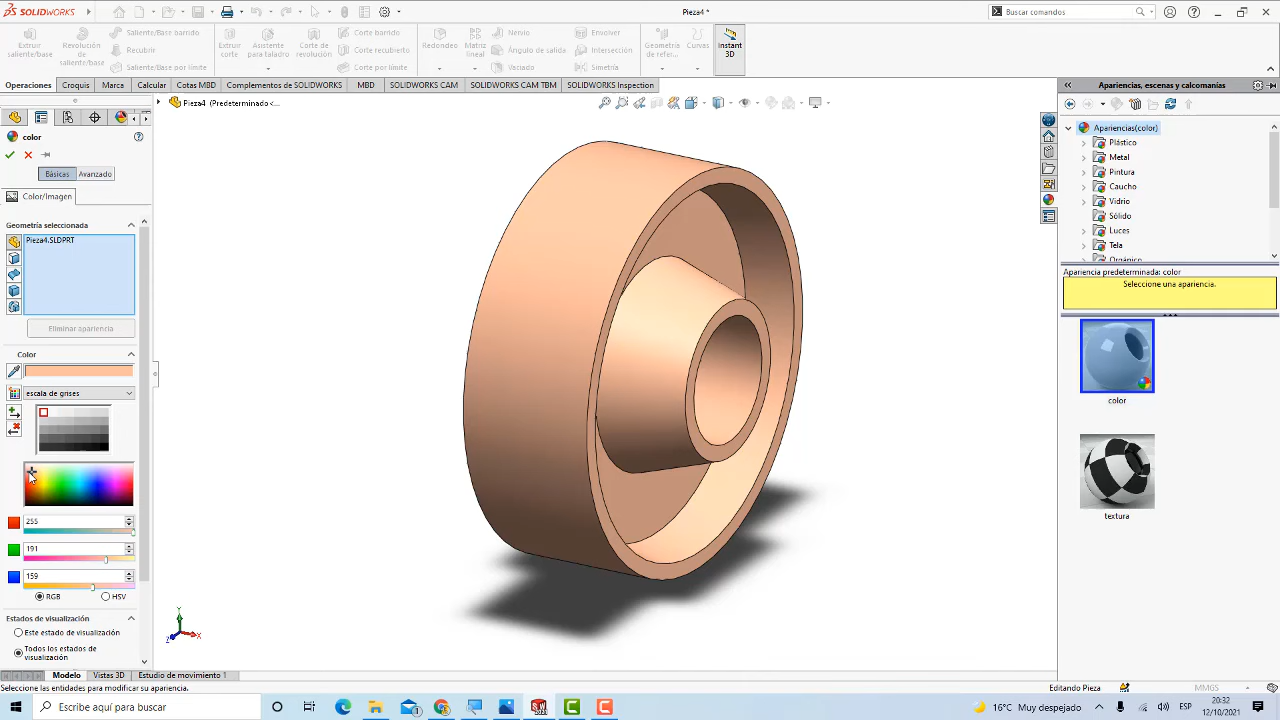 SOLIDWORKS
Pieza4 *
Buscar comandos
Extruir saliente/base
Revolución de saliente/base
Saliente/Base barrido
Recubrir
Saliente/Base por límite
Extruir corte
Asistente para taladro
Corte de revolución
Corte barrido
Corte recubierto
Corte por límite
Redondeo
Matriz lineal
Nervio
Ángulo de salida
Vaciado
Envolver
Intersección
Simetría
Geometría de refer...
Curvas
Instant 3D
Operaciones
Croquis
Marca
Calcular
Cotas MBD
Complementos de SOLIDWORKS
MBD
SOLIDWORKS CAM
SOLIDWORKS CAM TBM
SOLIDWORKS Inspection
Pieza4 (Predeterminado <...
color
Básicas
Avanzado
Color/Imagen
Geometría seleccionada
Pieza4.SLDPRT
Eliminar apariencia
Color
escala de grises
255
191
159
RGB
HSV
Estados de visualización
Este estado de visualización
Todos los estados de
visualización
Y
X
Z
Apariencias, escenas y calcomanías
Apariencias(color)
Plástico
Metal
Pintura
Caucho
Vidrio
Sólido
Luces
Tela
Orgánico
Apariencia predeterminada: color
Seleccione una apariencia.
color
textura
Modelo
Vistas 3D
Estudio de movimiento 1
Seleccione las entidades para modificar su apariencia.
Editando Pieza
MMGS
Escribe aquí para buscar
16°C Muy despejado
ESP
20:32
12/10/2021